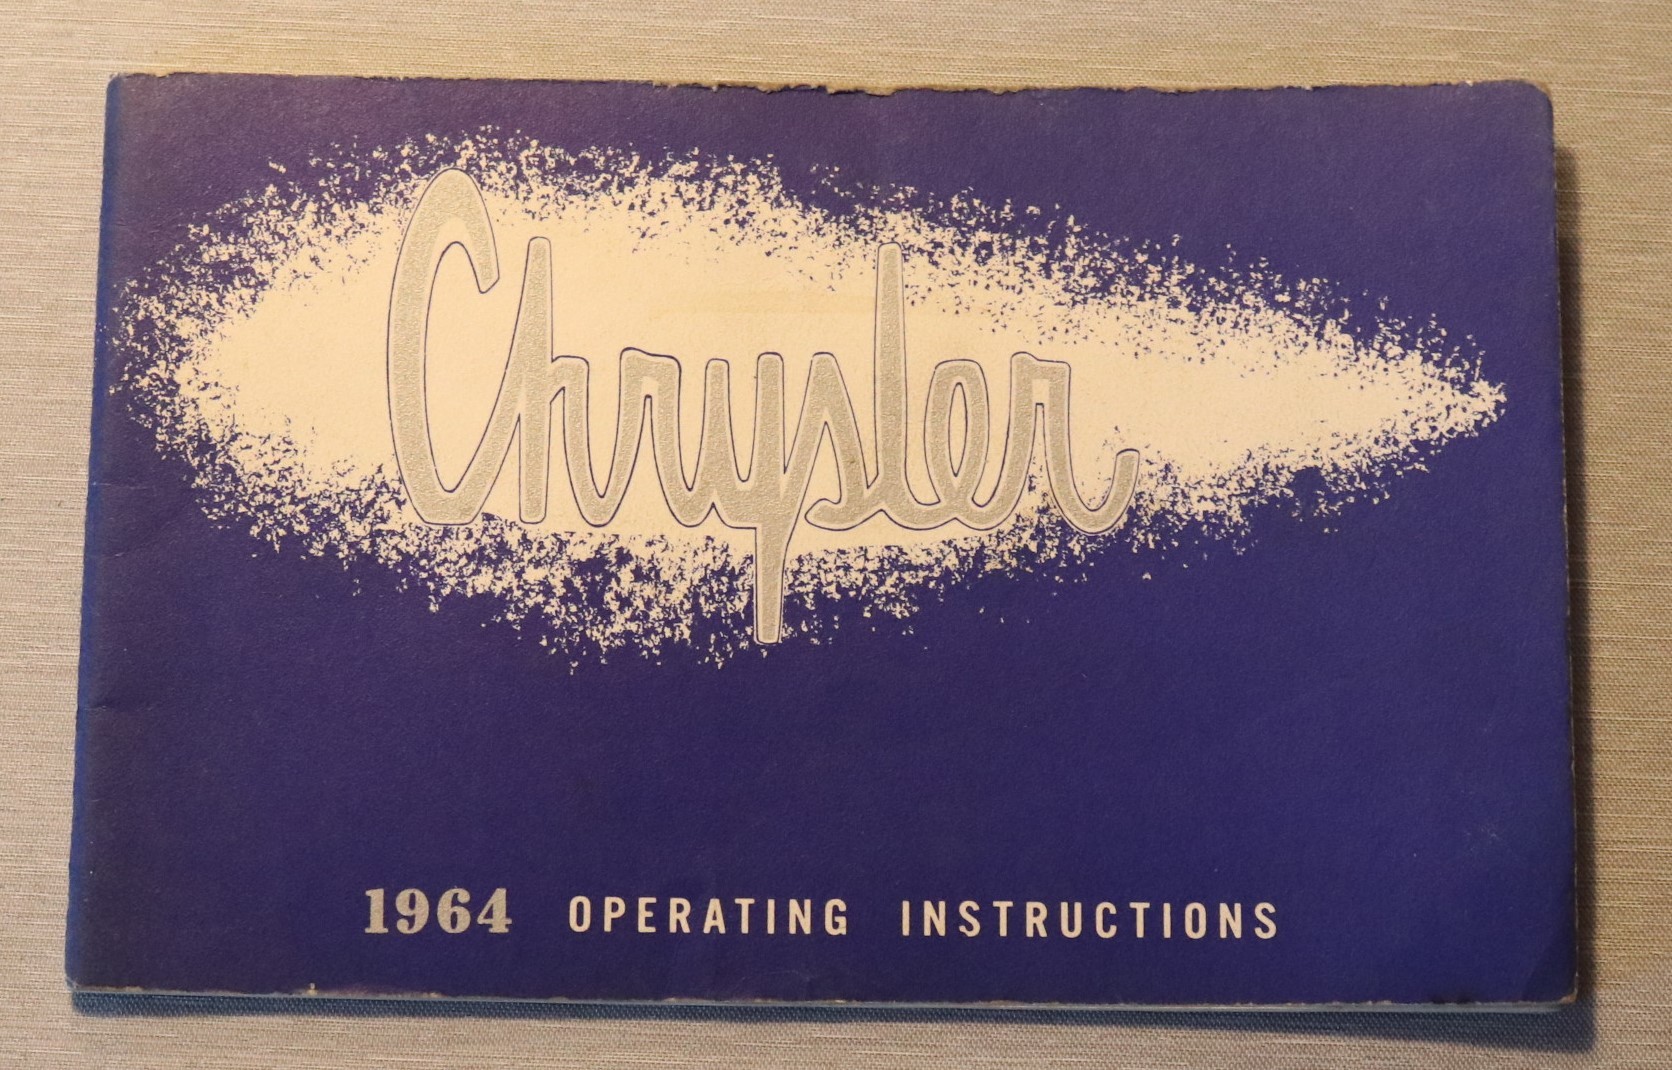 Chrysler
1964 OPERATING INSTRUCTIONS